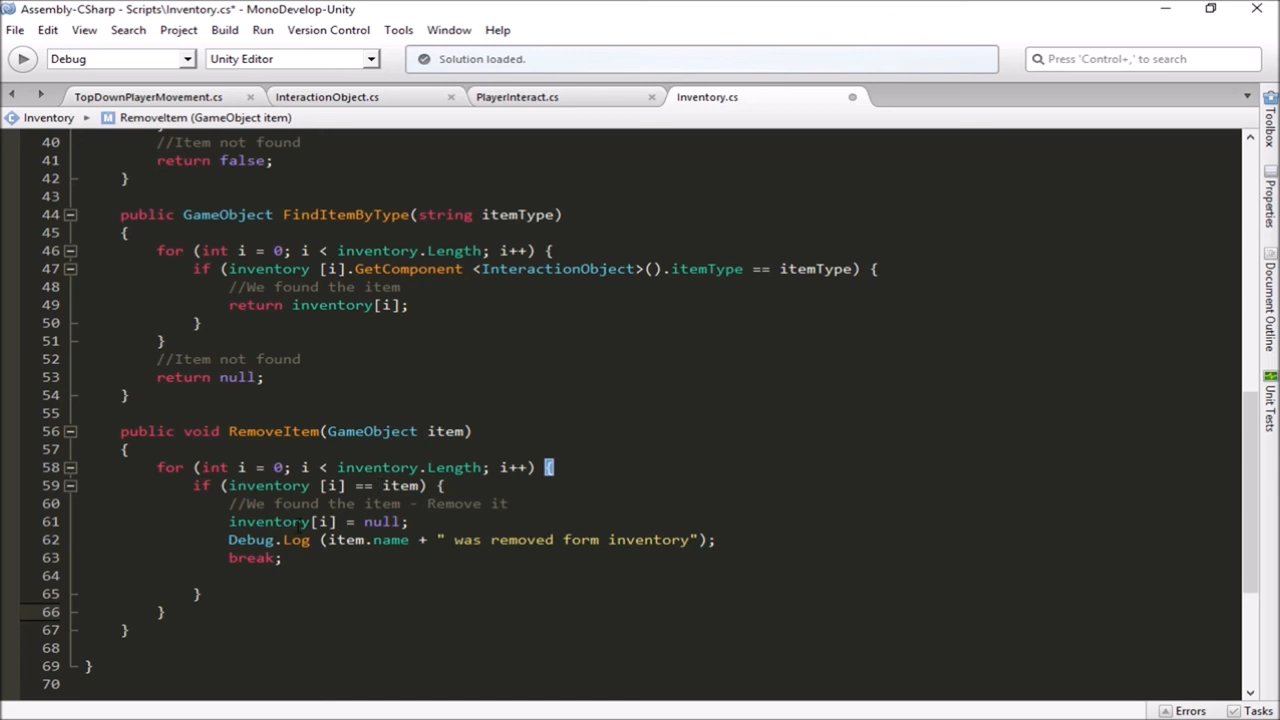 Assembly-CSharp - Scripts\Inventory.cs* - MonoDevelop-Unity
File Edit View Search Project Build Run Version Control Tools Window Help
Debug Unity Editor Solution loaded. Press 'Control+,' to search
TopDownPlayerMovement.cs InteractionObject.cs PlayerInteract.cs Inventory.cs
Inventory RemoveItem (GameObject item)
40 //Item not found
41 return false;
42 }
43
44 public GameObject FindItemByType(string itemType)
45 {
46 for (int i = 0; i < inventory.Length; i++) {
47 if (inventory [i].GetComponent <InteractionObject>().itemType == itemType) {
48 //We found the item
49 return inventory[i];
50 }
51 }
52 //Item not found
53 return null;
54 }
55
56 public void RemoveItem(GameObject item)
57 {
58 for (int i = 0; i < inventory.Length; i++) {
59 if (inventory [i] == item) {
60 //We found the item - Remove it
61 inventory[i] = null;
62 Debug.Log (item.name + " was removed form inventory");
63 break;
64
65 }
66 }
67 }
68
69 }
70
Toolbox
Properties
Document Outline
Unit Tests
Errors Tasks